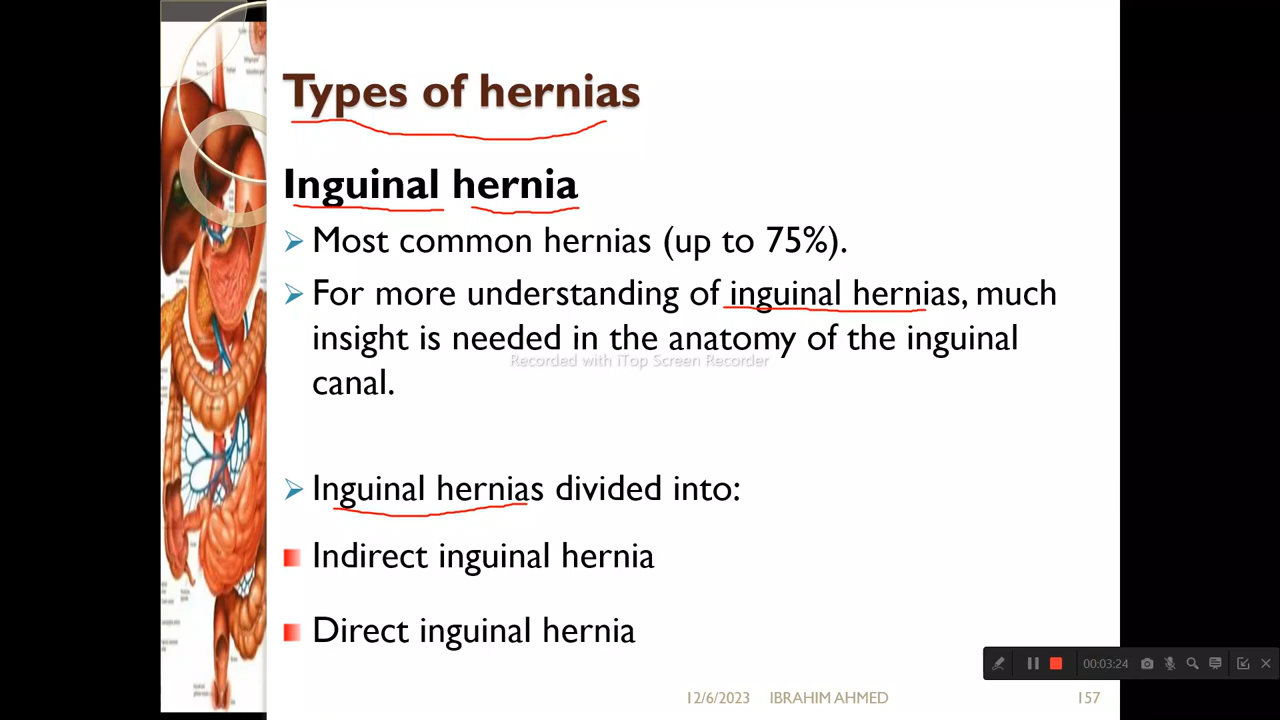 Types of hernias
Inguinal hernia
Most common hernias (up to 75%).
For more understanding of inguinal hernias, much
insight is needed in the anatomy of the inguinal
canal.
Recorded with iTop Screen Recorder
Inguinal hernias divided into:
Indirect inguinal hernia
Direct inguinal hernia
00:03:24
12/6/2023 IBRAHIM AHMED 157